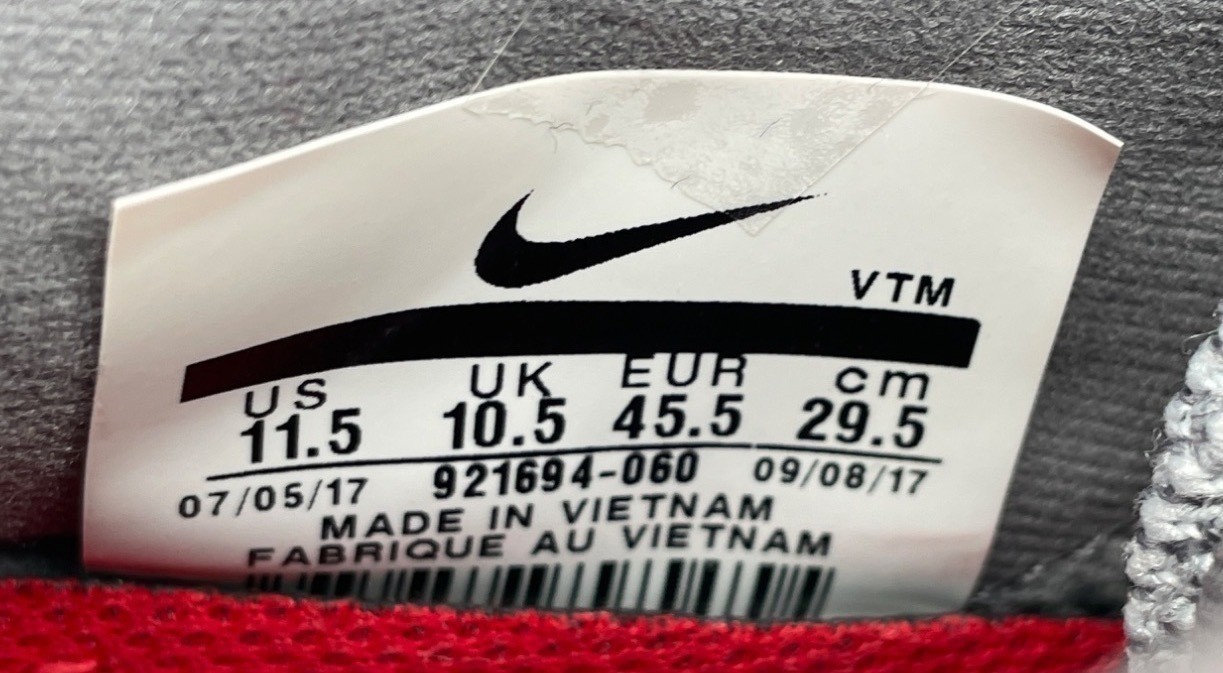 VTM
US UK EUR cm
11.5 10.5 45.5 29.5
07/05/17 921694-060 09/08/17
MADE IN VIETNAM
FABRIQUE AU VIETNAM